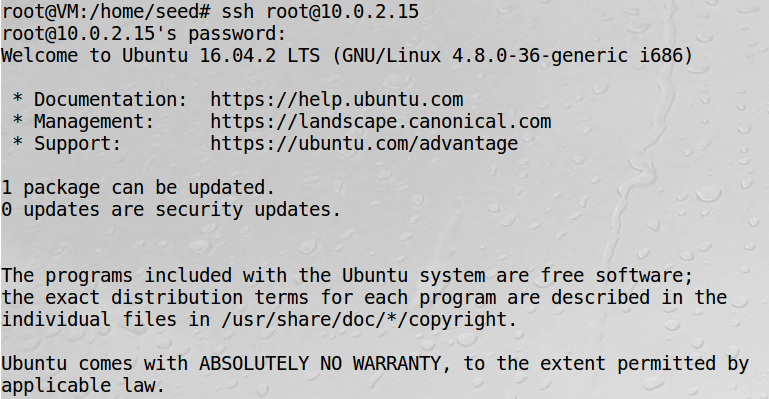 root@VM:/home/seed# ssh root@10.0.2.15
root@10.0.2.15's password:
Welcome to Ubuntu 16.04.2 LTS (GNU/Linux 4.8.0-36-generic i686)
* Documentation:  https://help.ubuntu.com
* Management:     https://landscape.canonical.com
* Support:        https://ubuntu.com/advantage
1 package can be updated.
0 updates are security updates.
The programs included with the Ubuntu system are free software;
the exact distribution terms for each program are described in the
individual files in /usr/share/doc/*/copyright.
Ubuntu comes with ABSOLUTELY NO WARRANTY, to the extent permitted by
applicable law.